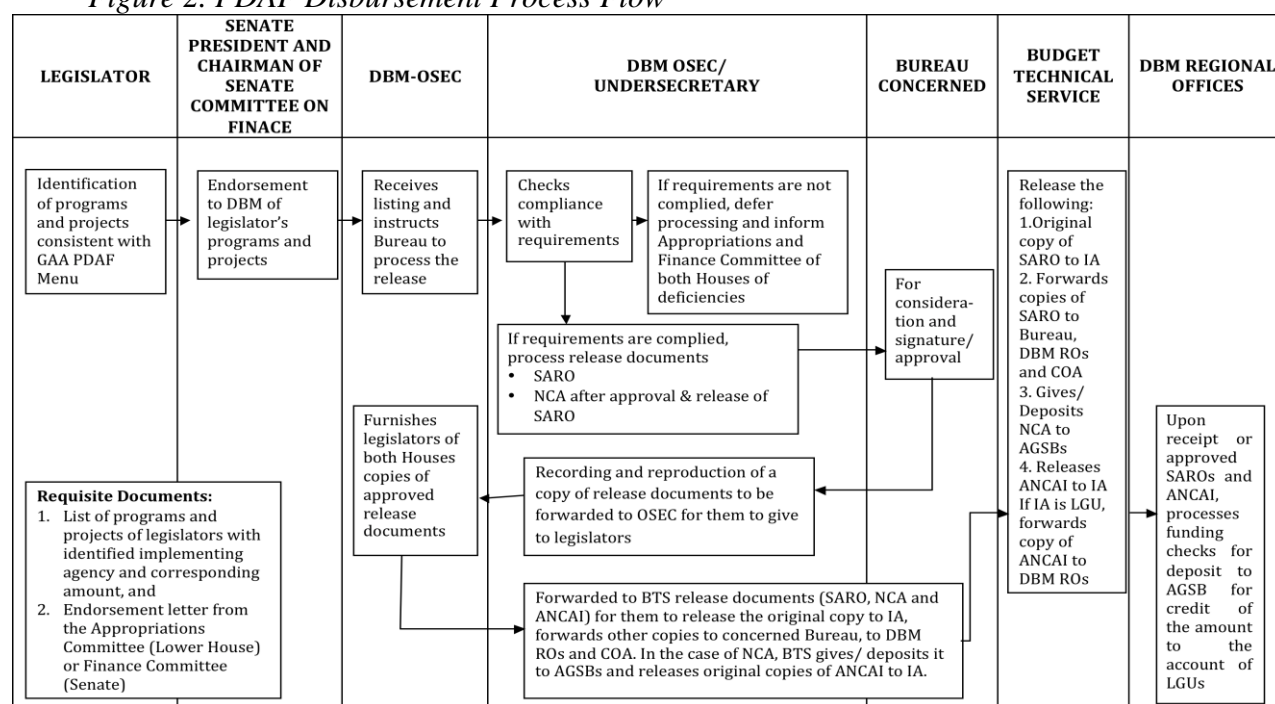 Figure 2. PDAF Disbursement Process Flow
LEGISLATOR
SENATE
PRESIDENT AND
CHAIRMAN OF
SENATE
COMMITTEE ON
FINACE
DBM-OSEC
DBM OSEC/
UNDERSECRETARY
BUREAU
CONCERNED
BUDGET
TECHNICAL
SERVICE
DBM REGIONAL
OFFICES
Identification
of programs
and projects
consistent with
GAA PDAF
Menu
Endorsement
to DBM of
legislator’s
programs and
projects
Receives
listing and
instructs
Bureau to
process the
release
Checks
compliance
with
requirements
If requirements are not
complied, defer
processing and inform
Appropriations and
Finance Committee of
both Houses of
deficiencies
If requirements are complied,
process release documents
• SARO
• NCA after approval & release of
SARO
For
considera-
tion and
signature/
approval
Recording and reproduction of a
copy of release documents to be
forwarded to OSEC for them to give
to legislators
Furnishes
legislators of
both Houses
copies of
approved
release
documents
Forwarded to BTS release documents (SARO, NCA and
ANCAI) for them to release the original copy to IA,
forwards other copies to concerned Bureau, to DBM
ROs and COA. In the case of NCA, BTS gives/ deposits it
to AGSBs and releases original copies of ANCAI to IA.
Release the
following:
1.Original
copy of
SARO to IA
2. Forwards
copies of
SARO to
Bureau,
DBM ROs
and COA
3. Gives/
Deposits
NCA to
AGSBs
4. Releases
ANCAI to IA
If IA is LGU,
forwards
copy of
ANCAI to
DBM ROs
Upon
receipt or
approved
SAROs and
ANCAI,
processes
funding
checks for
deposit to
AGSB for
credit of
the amount
to the
account of
LGUs
Requisite Documents:
1. List of programs and
projects of legislators with
identified implementing
agency and corresponding
amount, and
2. Endorsement letter from
the Appropriations
Committee (Lower House)
or Finance Committee
(Senate)